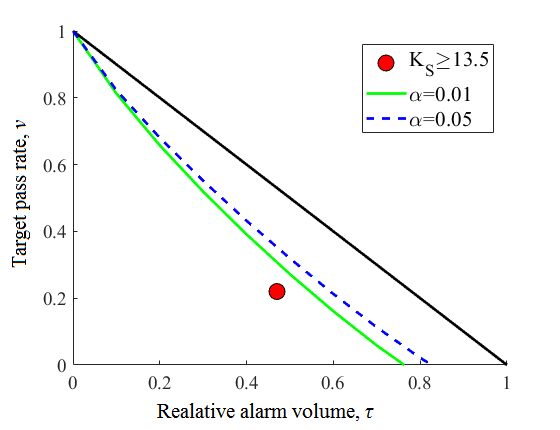 1
0.8
0.6
0.4
0.2
0
Target pass rate, ν
K_S≥13.5
α=0.01
α=0.05
0 0.2 0.4 0.6 0.8 1
Realative alarm volume, τ